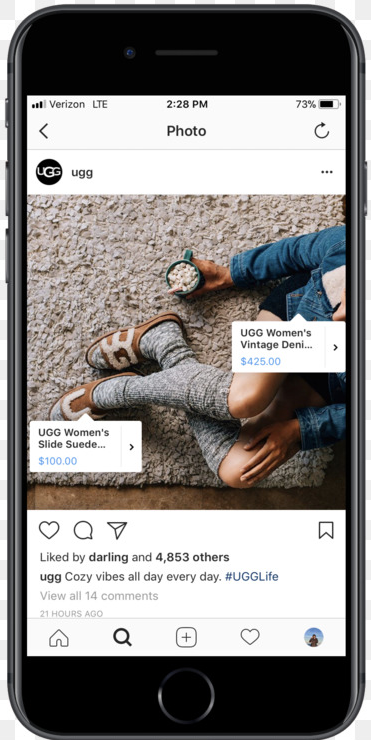 Verizon LTE 2:28 PM 73%
Photo
UGG ugg
UGG Women's
Vintage Deni...
$425.00
UGG Women's
Slide Suede...
$100.00
Liked by darling and 4,853 others
ugg Cozy vibes all day every day. #UGGLife
View all 14 comments
21 HOURS AGO